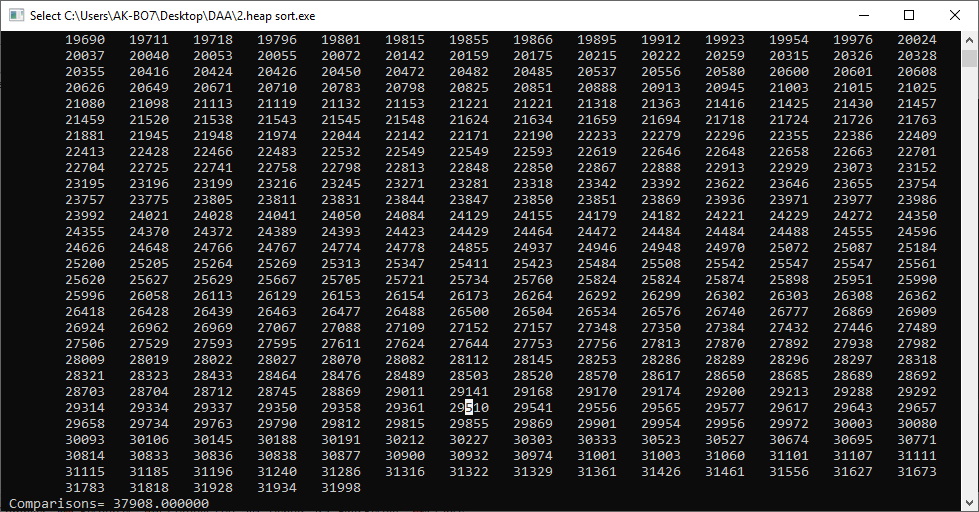 Select C:\Users\AK-BO7\Desktop\DAA\2.heap sort.exe
19690 19711 19718 19796 19801 19815 19855 19866 19895 19912 19923 19954 19976 20024
20037 20040 20053 20055 20072 20142 20159 20175 20215 20222 20259 20315 20326 20328
20355 20416 20424 20426 20450 20472 20482 20485 20537 20556 20580 20600 20601 20608
20626 20649 20671 20710 20783 20798 20825 20851 20888 20913 20945 21003 21015 21025
21080 21098 21113 21119 21132 21153 21221 21221 21318 21363 21416 21425 21430 21457
21459 21520 21538 21543 21545 21548 21624 21634 21659 21694 21718 21724 21726 21763
21881 21945 21948 21974 22044 22142 22171 22190 22233 22279 22296 22355 22386 22409
22413 22428 22466 22483 22532 22549 22549 22593 22619 22646 22648 22658 22663 22701
22704 22725 22741 22758 22798 22813 22848 22850 22867 22888 22913 22929 23073 23152
23195 23196 23199 23216 23245 23271 23281 23318 23342 23392 23622 23646 23655 23754
23757 23775 23805 23811 23831 23844 23847 23850 23851 23869 23936 23971 23977 23986
23992 24021 24028 24041 24050 24084 24129 24155 24179 24182 24221 24229 24272 24350
24355 24370 24372 24389 24393 24423 24429 24464 24472 24484 24484 24488 24555 24596
24626 24648 24766 24767 24774 24778 24855 24937 24946 24948 24970 25072 25087 25184
25200 25205 25264 25269 25313 25347 25411 25423 25484 25508 25542 25547 25547 25561
25620 25627 25629 25667 25705 25721 25734 25760 25824 25824 25874 25898 25951 25990
25996 26058 26113 26129 26153 26154 26173 26264 26292 26299 26302 26303 26308 26362
26418 26428 26439 26463 26477 26488 26500 26504 26534 26576 26740 26777 26869 26909
26924 26962 26969 27067 27088 27109 27152 27157 27348 27350 27384 27432 27446 27489
27506 27529 27593 27595 27611 27624 27644 27753 27756 27813 27870 27892 27938 27982
28009 28019 28022 28027 28070 28082 28112 28145 28253 28286 28289 28296 28297 28318
28321 28323 28433 28464 28476 28489 28503 28520 28570 28617 28650 28685 28689 28692
28703 28704 28712 28745 28869 29011 29141 29168 29170 29174 29200 29213 29288 29292
29314 29334 29337 29350 29358 29361 29510 29541 29556 29565 29577 29617 29643 29657
29658 29734 29763 29790 29812 29815 29855 29869 29901 29954 29956 29972 30003 30080
30093 30106 30145 30188 30191 30212 30227 30303 30333 30523 30527 30674 30695 30771
30814 30833 30836 30838 30877 30900 30932 30974 31001 31003 31060 31101 31107 31111
31115 31185 31196 31240 31286 31316 31322 31329 31361 31426 31461 31556 31627 31673
31783 31818 31928 31934 31998
Comparisons= 37908.000000